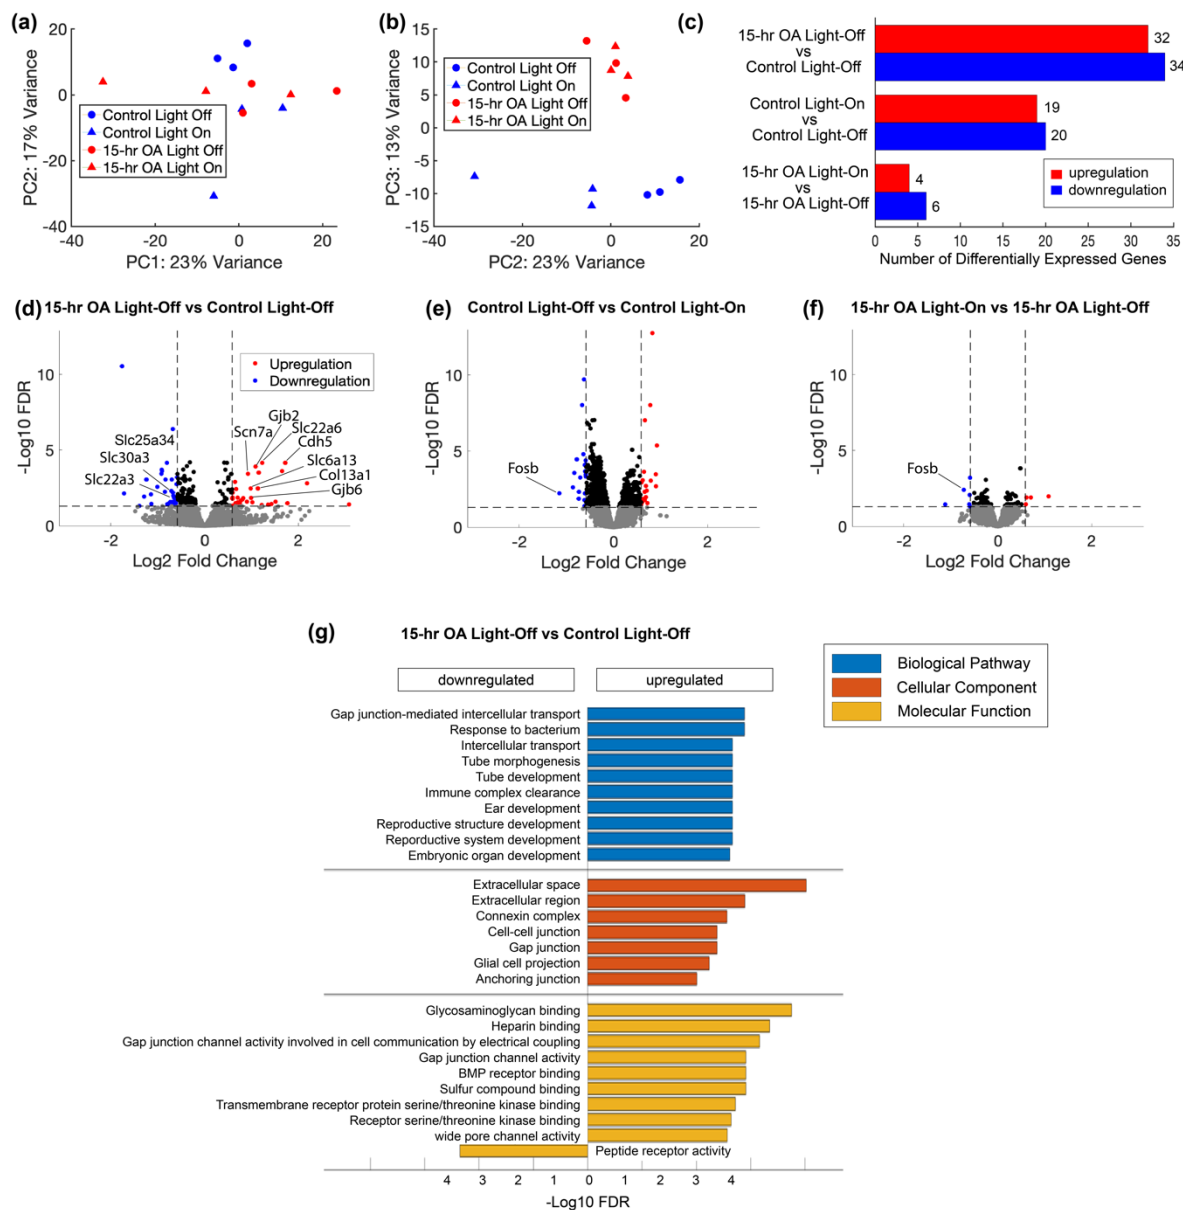 (a)
20
0
-20
-40
-40
-20
0
20
PC2: 17% Variance
PC1: 23% Variance
Control Light Off
Control Light On
15-hr OA Light Off
15-hr OA Light On
(b)
15
10
5
0
-5
-10
-15
-40
-20
0
20
PC3: 13% Variance
PC2: 23% Variance
Control Light Off
Control Light On
15-hr OA Light Off
15-hr OA Light On
(c)
15-hr OA Light-Off
vs
Control Light-Off
32
34
Control Light-On
vs
Control Light-Off
19
20
15-hr OA Light-On
vs
15-hr OA Light-Off
4
6
upregulation
downregulation
0 5 10 15 20 25 30 35
Number of Differentially Expressed Genes
(d) 15-hr OA Light-Off vs Control Light-Off
-Log10 FDR
10
5
0
-2 0 2
Log2 Fold Change
Upregulation
Downregulation
Gjb2
Scn7a
Slc22a6
Cdh5
Slc25a34
Slc6a13
Slc30a3
Col13a1
Slc22a3
Gjb6
(e) Control Light-Off vs Control Light-On
-Log10 FDR
10
5
0
-2 0 2
Log2 Fold Change
Fosb
(f) 15-hr OA Light-On vs 15-hr OA Light-Off
-Log10 FDR
10
5
0
-2 0 2
Log2 Fold Change
Fosb
(g) 15-hr OA Light-Off vs Control Light-Off
downregulated
upregulated
Biological Pathway
Cellular Component
Molecular Function
Gap junction-mediated intercellular transport
Response to bacterium
Intercellular transport
Tube morphogenesis
Tube development
Immune complex clearance
Ear development
Reproductive structure development
Reporductive system development
Embryonic organ development
Extracellular space
Extracellular region
Connexin complex
Cell-cell junction
Gap junction
Glial cell projection
Anchoring junction
Glycosaminoglycan binding
Heparin binding
Gap junction channel activity involved in cell communication by electrical coupling
Gap junction channel activity
BMP receptor binding
Sulfur compound binding
Transmembrane receptor protein serine/threonine kinase binding
Receptor serine/threonine kinase binding
wide pore channel activity
Peptide receptor activity
4 3 2 1 0 1 2 3 4
-Log10 FDR